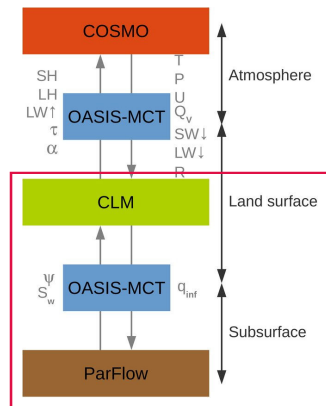 COSMO
SH
LH
LW↑
τ
α
OASIS-MCT
T
P
U
Qv
SW↓
LW↓
R
Atmosphere
CLM
Land surface
ψ
Sw
OASIS-MCT
qinf
Subsurface
ParFlow